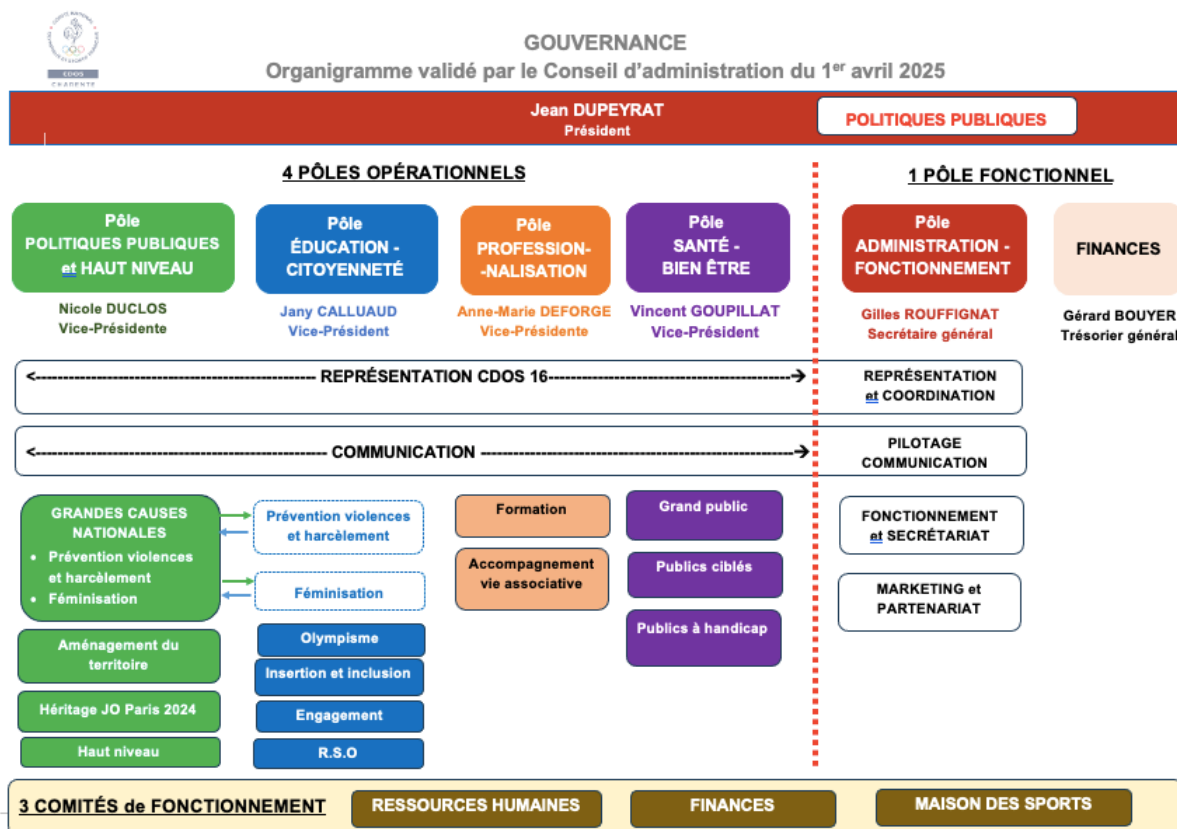 CDOS
CHARENTE
GOUVERNANCE
Organigramme validé par le Conseil d'administration du 1er avril 2025
Jean DUPEYRAT
Président
POLITIQUES PUBLIQUES
4 PÔLES OPÉRATIONNELS
1 PÔLE FONCTIONNEL
Pôle
POLITIQUES PUBLIQUES
et HAUT NIVEAU
Pôle
ÉDUCATION -
CITOYENNETÉ
Pôle
PROFESSION-
-NALISATION
Pôle
SANTÉ -
BIEN ÊTRE
Pôle
ADMINISTRATION -
FONCTIONNEMENT
FINANCES
Nicole DUCLOS
Vice-Présidente
Jany CALLUAUD
Vice-Président
Anne-Marie DEFORGE
Vice-Présidente
Vincent GOUPILLAT
Vice-Président
Gilles ROUFFIGNAT
Secrétaire général
Gérard BOUYER
Trésorier général
<---- REPRÉSENTATION CDOS 16---->
REPRÉSENTATION
et COORDINATION
<---- COMMUNICATION ---->
PILOTAGE
COMMUNICATION
GRANDES CAUSES
NATIONALES
• Prévention violences
et harcèlement
• Féminisation
Aménagement du
territoire
Héritage JO Paris 2024
Haut niveau
Prévention violences
et harcèlement
Féminisation
Olympisme
Insertion et inclusion
Engagement
R.S.O
Formation
Accompagnement
vie associative
Grand public
Publics ciblés
Publics à handicap
FONCTIONNEMENT
et SECRÉTARIAT
MARKETING et
PARTENARIAT
3 COMITÉS de FONCTIONNEMENT
RESSOURCES HUMAINES
FINANCES
MAISON DES SPORTS